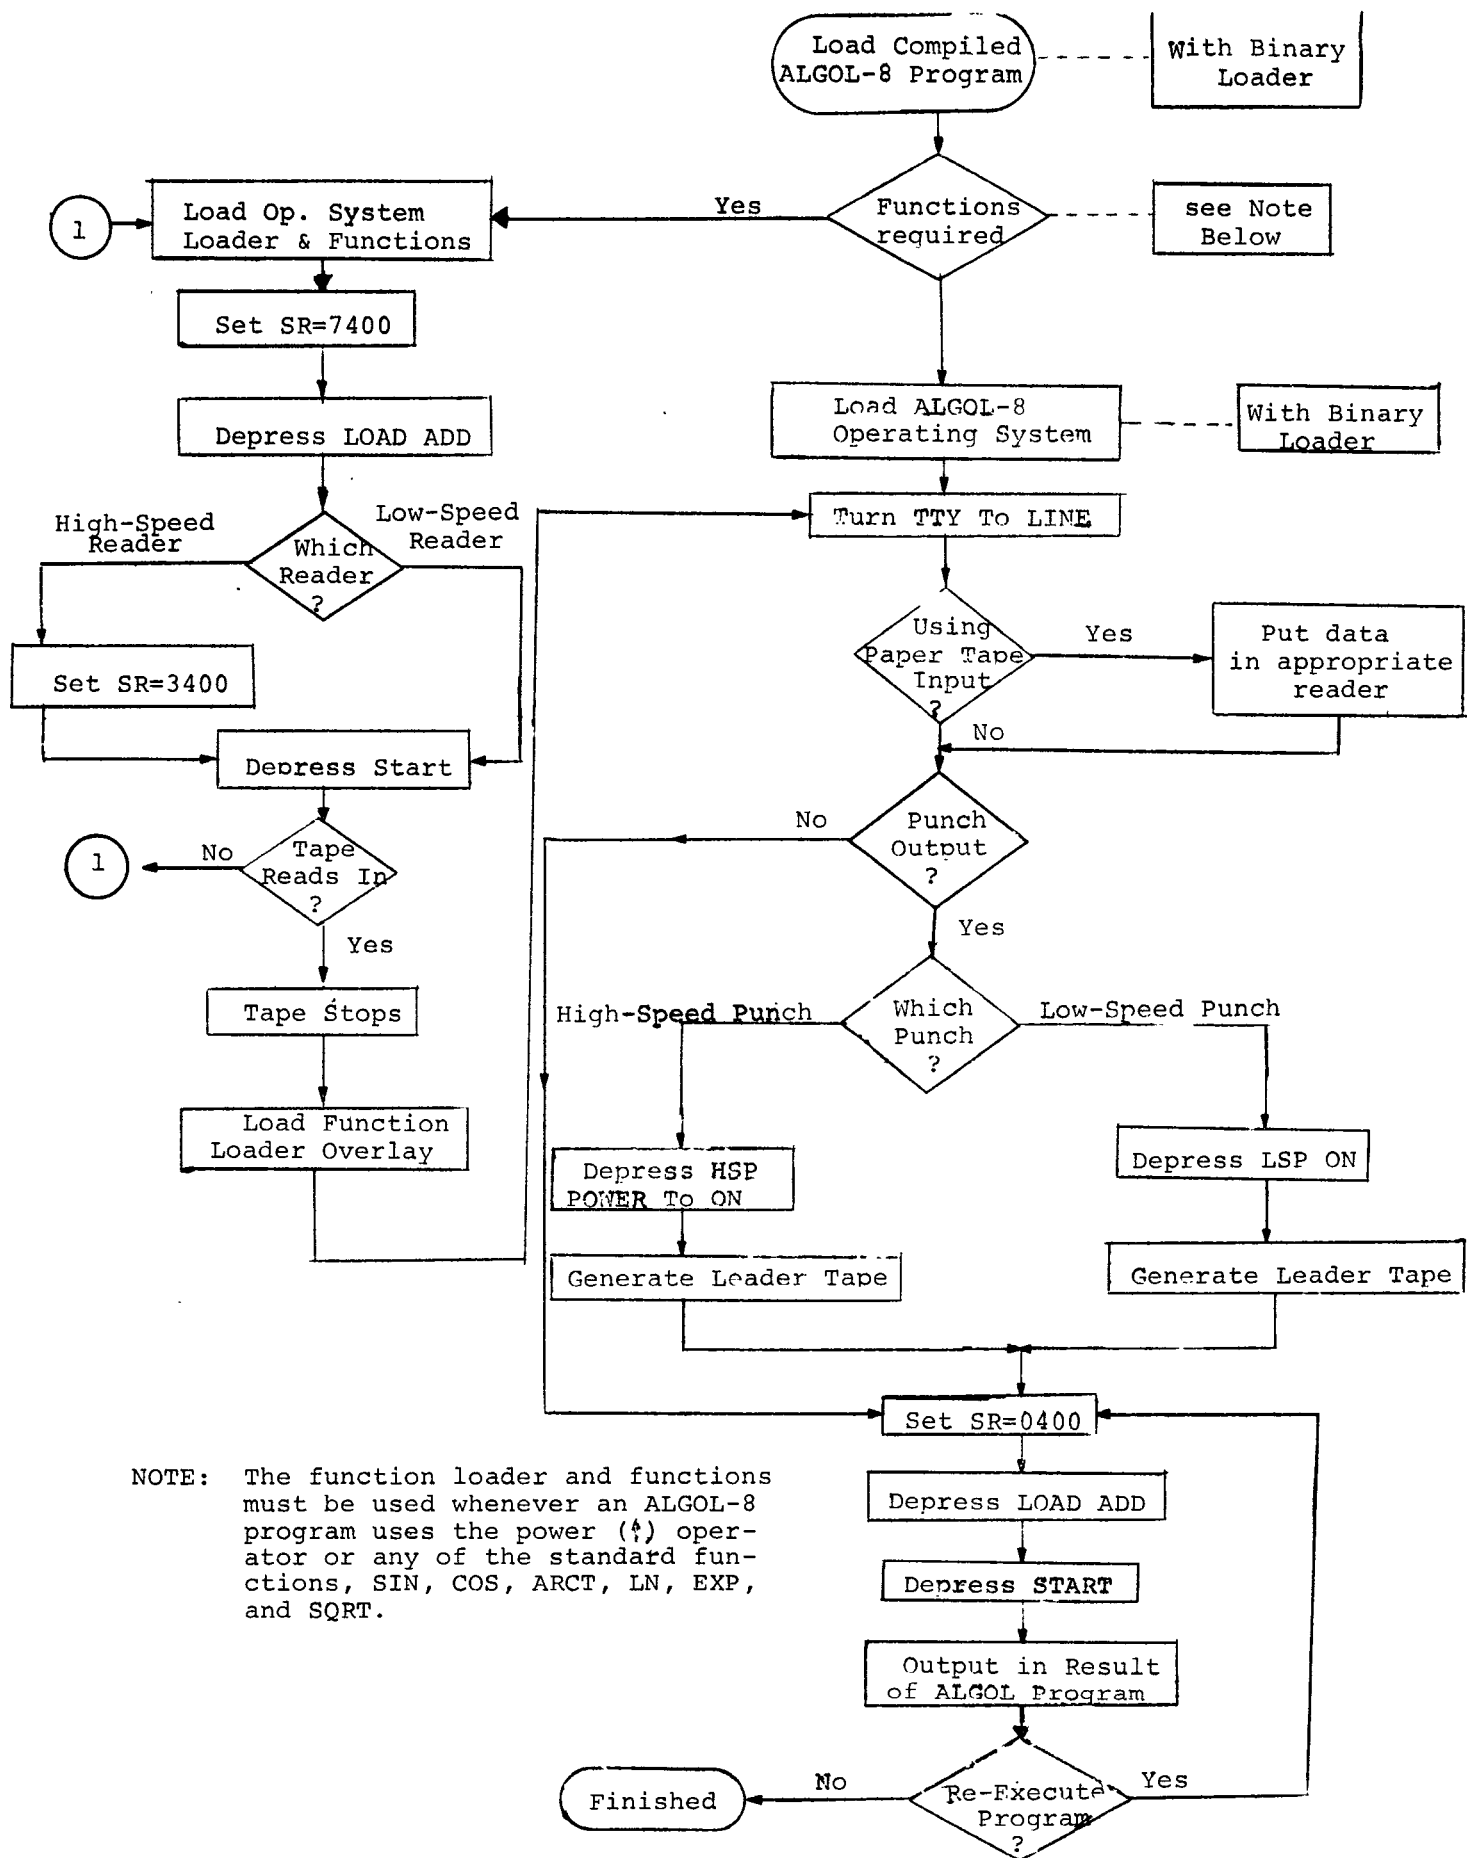 Load Compiled
ALGOL-8 Program
With Binary
Loader
1
Load Op. System
Loader & Functions
Yes
Functions
required
see Note
Below
Set SR=7400
Depress LOAD ADD
Load ALGOL-8
Operating System
With Binary
Loader
High-Speed
Reader
Which
Reader
?
Low-Speed
Reader
Turn TTY To LINE
Set SR=3400
Using
Paper Tape
Input
?
Yes
Put data
in appropriate
reader
No
Depress Start
1
No
Tape
Reads In
?
Yes
No
Punch
Output
?
Yes
Tape Stops
High-Speed Punch
Which
Punch
?
Low-Speed Punch
Load Function
Loader Overlay
Depress HSP
POWER To ON
Depress LSP ON
Generate Leader Tape
Generate Leader Tape
Set SR=0400
NOTE: The function loader and functions
must be used whenever an ALGOL-8
program uses the power (↑) oper-
ator or any of the standard fun-
ctions, SIN, COS, ARCT, LN, EXP,
and SQRT.
Depress LOAD ADD
Depress START
Output in Result
of ALGOL Program
Finished
No
Re-Execute
Program
?
Yes